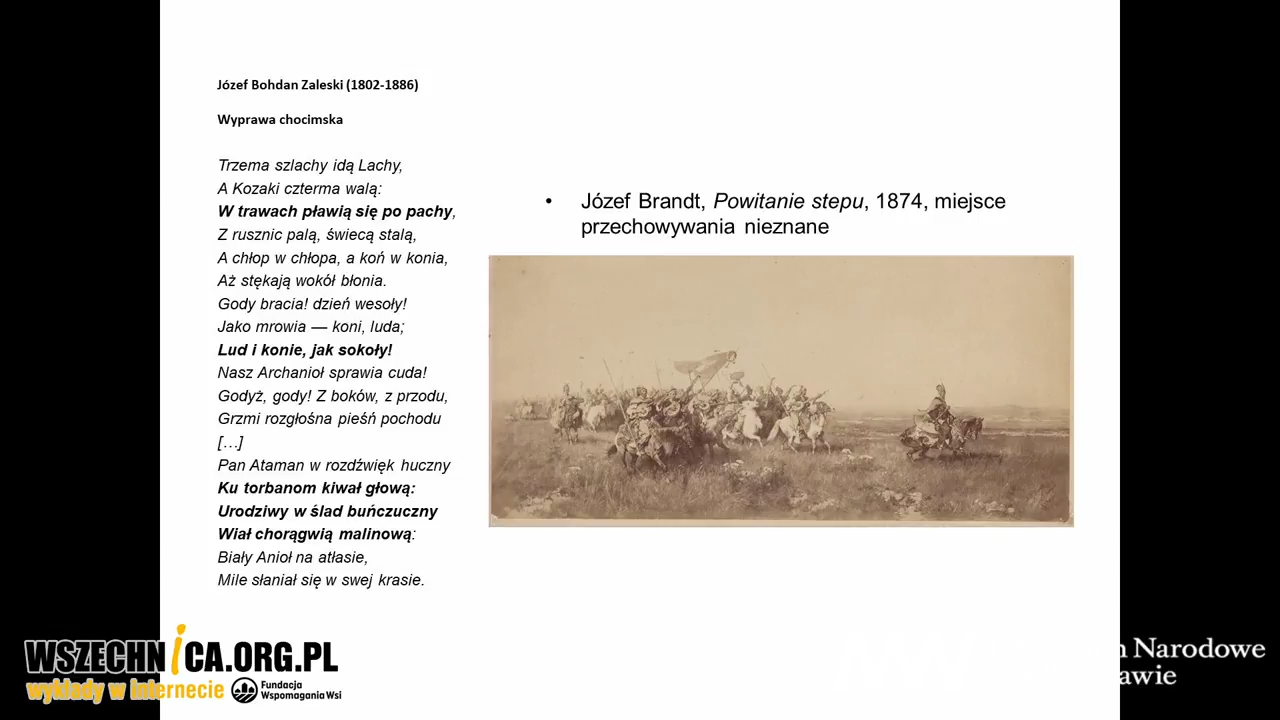 Józef Bohdan Zaleski (1802-1886)
Wyprawa chocimska
Trzema szlachy idą Lachy,
A Kozaki czterma walą:
W trawach pławią się po pachy,
Z rusznic palą, świecą stalą,
A chłop w chłopa, a koń w konia,
Aż stękają wokół błonia.
Gody bracia! dzień wesoły!
Jako mrowia — koni, luda;
Lud i konie, jak sokoły!
Nasz Archanioł sprawia cuda!
Godyż, gody! Z boków, z przodu,
Grzmi rozgłośna pieśń pochodu
[…]
Pan Ataman w rozdźwięk huczny
Ku torbanom kiwał głową:
Urodziwy w ślad buńczuczny
Wiał chorągwią malinową:
Biały Anioł na atłasie,
Mile słaniał się w swej krasie.
• Józef Brandt, Powitanie stepu, 1874, miejsce
przechowywania nieznane
WSZECHNICA.ORG.PL
wykłady w internecie
Fundacja
Wspomagania Wsi
Narodowe